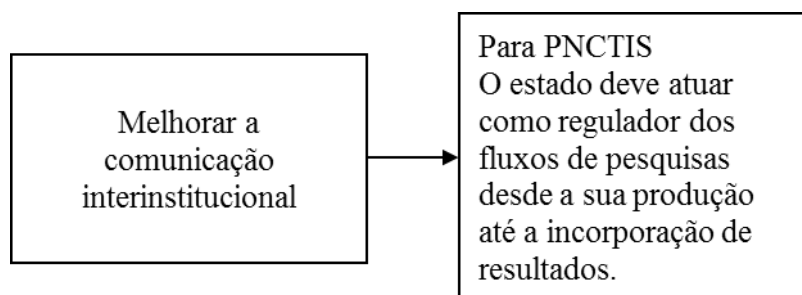 Melhorar a
comunicação
interinstitucional
Para PNCTIS
O estado deve atuar
como regulador dos
fluxos de pesquisas
desde a sua produção
até a incorporação de
resultados.